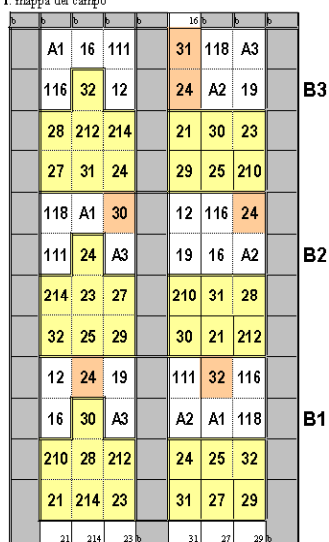 1. mappa del campo
b b b b 16 b b b
A1 16 111 31 118 A3
116 32 12 24 A2 19 B3
28 212 214 21 30 23
27 31 24 29 25 210
118 A1 30 12 116 24
111 24 A3 19 16 A2 B2
214 23 27 210 31 28
32 25 29 30 21 212
12 24 19 111 32 116
16 30 A3 A2 A1 118 B1
210 28 212 24 25 32
21 214 23 31 27 29
21 214 23 b 31 27 29 b